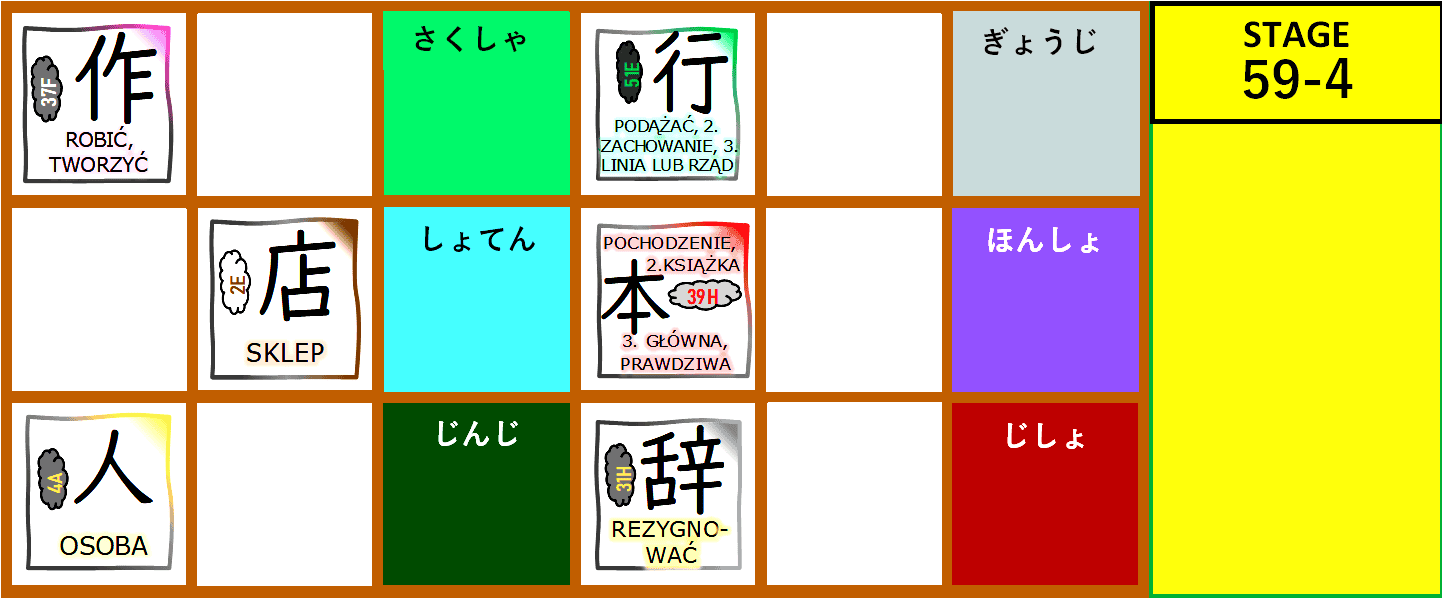 作
37F
ROBIĆ,
TWORZYĆ
さくしゃ
行
51E
PODĄŻAĆ, 2.
ZACHOWANIE, 3.
LINIA LUB RZĄD
ぎょうじ
STAGE
59-4
店
2E
SKLEP
しょてん
POCHODZENIE,
2.KSIĄŻKA
本
39H
3. GŁÓWNA,
PRAWDZIWA
ほんしょ
人
4A
OSOBA
じんじ
辞
31H
REZYGNO-
WAĆ
じしょ